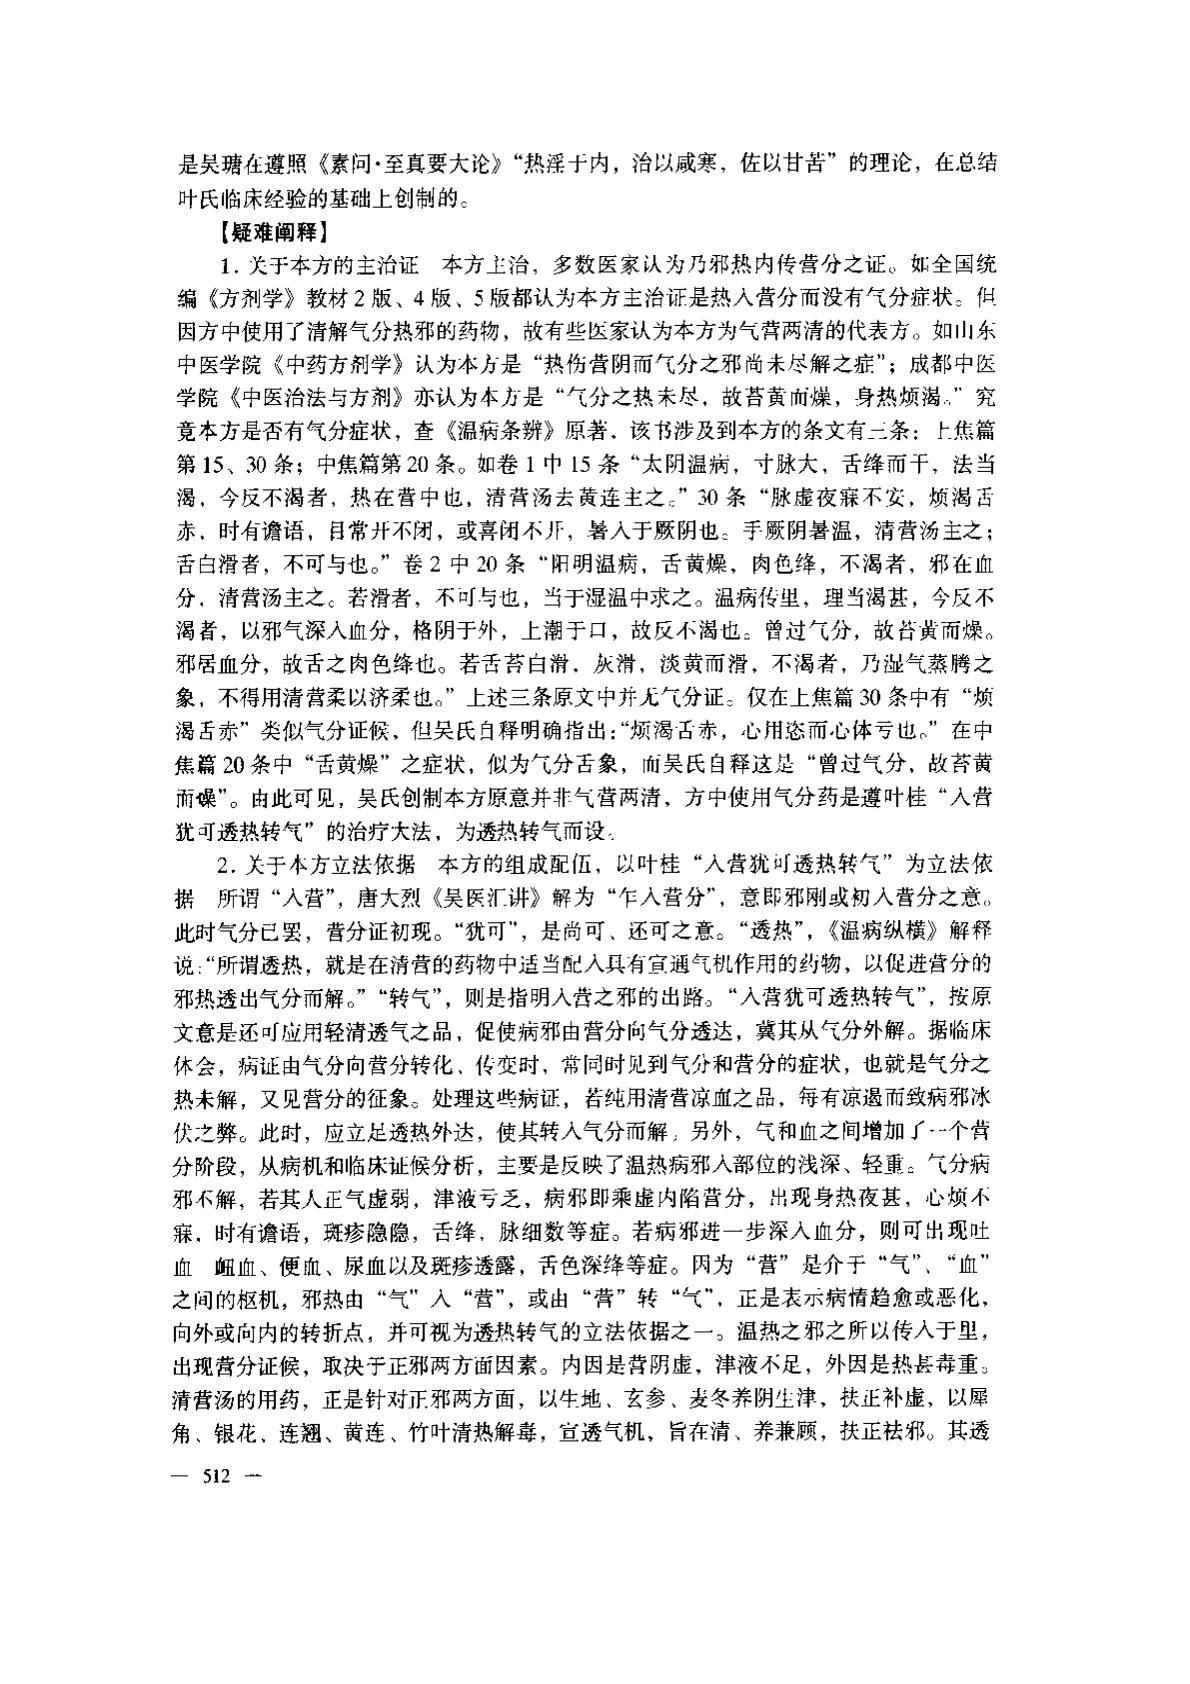 是吴瑭在遵照《素问·至真要大论》“热淫于内，治以咸寒，佐以甘苦”的理论，在总结
叶氏临床经验的基础上创制的。
【疑难阐释】
1. 关于本方的主治证　本方主治，多数医家认为乃邪热内传营分之证。如全国统
编《方剂学》教材 2 版、4 版、5 版都认为本方主治证是热入营分而没有气分症状。但
因方中使用了清解气分热邪的药物，故有些医家认为本方为气营两清的代表方。如山东
中医学院《中药方剂学》认为本方是“热伤营阴而气分之邪尚未尽解之症”；成都中医
学院《中医治法与方剂》亦认为本方是“气分之热未尽，故苔黄而燥，身热烦渴。”究
竟本方是否有气分症状，查《温病条辨》原著，该书涉及到本方的条文有三条：上焦篇
第 15、30 条；中焦篇第 20 条。如卷 1 中 15 条“太阴温病，寸脉大，舌绛而干，法当
渴，今反不渴者，热在营中也，清营汤去黄连主之。”30 条“脉虚夜寐不安，烦渴舌
赤，时有谵语，目常开不闭，或喜闭不开，暑入于厥阴也。手厥阴暑温，清营汤主之；
舌白滑者，不可与也。”卷 2 中 20 条“阳明温病，舌黄燥，肉色绛，不渴者，邪在血
分，清营汤主之。若滑者，不可与也，当于湿温中求之。温病传里，理当渴甚，今反不
渴者，以邪气深入血分，格阴于外，上潮于口，故反不渴也。曾过气分，故苔黄而燥。
邪居血分，故舌之肉色绛也。若舌苔白滑、灰滑，淡黄而滑，不渴者，乃湿气蒸腾之
象，不得用清营柔以济柔也。”上述三条原文中并无气分证。仅在上焦篇 30 条中有“烦
渴舌赤”类似气分证候，但吴氏自释明确指出：“烦渴舌赤，心用恣而心体亏也。”在中
焦篇 20 条中“舌黄燥”之症状，似为气分舌象，而吴氏自释这是“曾过气分，故苔黄
而燥”。由此可见，吴氏创制本方原意并非气营两清，方中使用气分药是遵叶桂“入营
犹可透热转气”的治疗大法，为透热转气而设。
2. 关于本方立法依据　本方的组成配伍，以叶桂“入营犹可透热转气”为立法依
据　所谓“入营”，唐大烈《吴医汇讲》解为“乍入营分”，意即邪刚或初入营分之意。
此时气分已罢，营分证初现。“犹可”，是尚可、还可之意。“透热”，《温病纵横》解释
说：“所谓透热，就是在清营的药物中适当配入具有宣通气机作用的药物，以促进营分的
邪热透出气分而解。”“转气”，则是指明入营之邪的出路。“入营犹可透热转气”，按原
文意是还可应用轻清透气之品，促使病邪由营分向气分透达，冀其从气分外解。据临床
体会，病证由气分向营分转化、传变时，常同时见到气分和营分的症状，也就是气分之
热未解，又见营分的征象。处理这些病证，若纯用清营凉血之品，每有凉遏而致病邪冰
伏之弊。此时，应立足透热外达，使其转入气分而解。另外，气和血之间增加了一个营
分阶段，从病机和临床证候分析，主要是反映了温热病邪入部位的浅深、轻重。气分病
邪不解，若其人正气虚弱，津液亏乏，病邪即乘虚内陷营分，出现身热夜甚，心烦不
寐，时有谵语，斑疹隐隐，舌绛，脉细数等症。若病邪进一步深入血分，则可出现吐
血　衄血、便血、尿血以及斑疹透露，舌色深绛等症。因为“营”是介于“气”、“血”
之间的枢机，邪热由“气”入“营”，或由“营”转“气”，正是表示病情趋愈或恶化，
向外或向内的转折点，并可视为透热转气的立法依据之一。温热之邪之所以传入于里，
出现营分证候，取决于正邪两方面因素。内因是营阴虚，津液不足，外因是热甚毒重。
清营汤的用药，正是针对正邪两方面，以生地、玄参、麦冬养阴生津，扶正补虚，以犀
角、银花、连翘、黄连、竹叶清热解毒，宣透气机，旨在清、养兼顾，扶正祛邪。其透
— 512 —